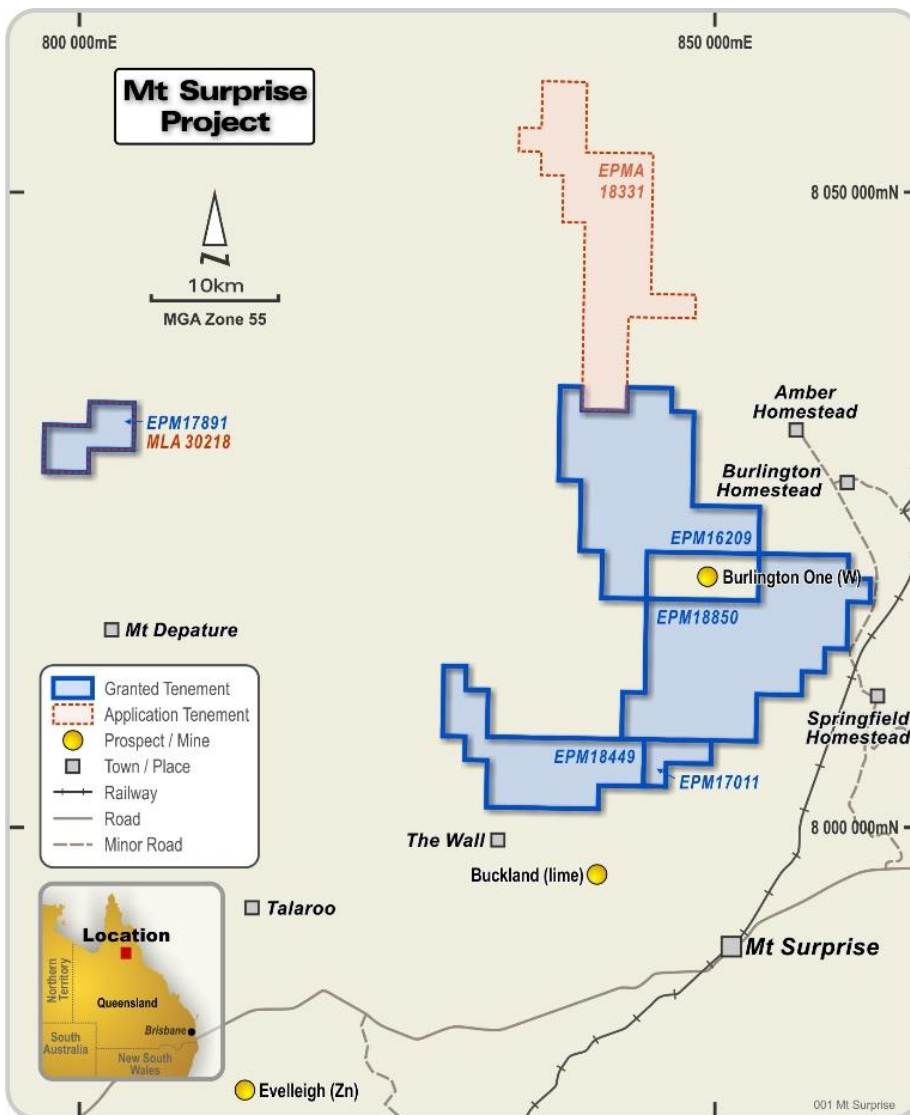 800 000mE
850 000mE
Mt Surprise
Project
EPMA
18331
8 050 000mN
10km
MGA Zone 55
EPM17891
MLA 30218
Amber
Homestead
Burlington
Homestead
EPM16209
Burlington One (W)
EPM18850
Mt Depature
Granted Tenement
Application Tenement
Prospect / Mine
Town / Place
Railway
Road
Minor Road
Springfield
Homestead
EPM18449
EPM17011
The Wall
8 000 000mN
Buckland (lime)
Talaroo
Mt Surprise
Location
Northern
Territory
Queensland
Brisbane
South
Australia
New South
Wales
Evelleigh (Zn)
001 Mt Surprise